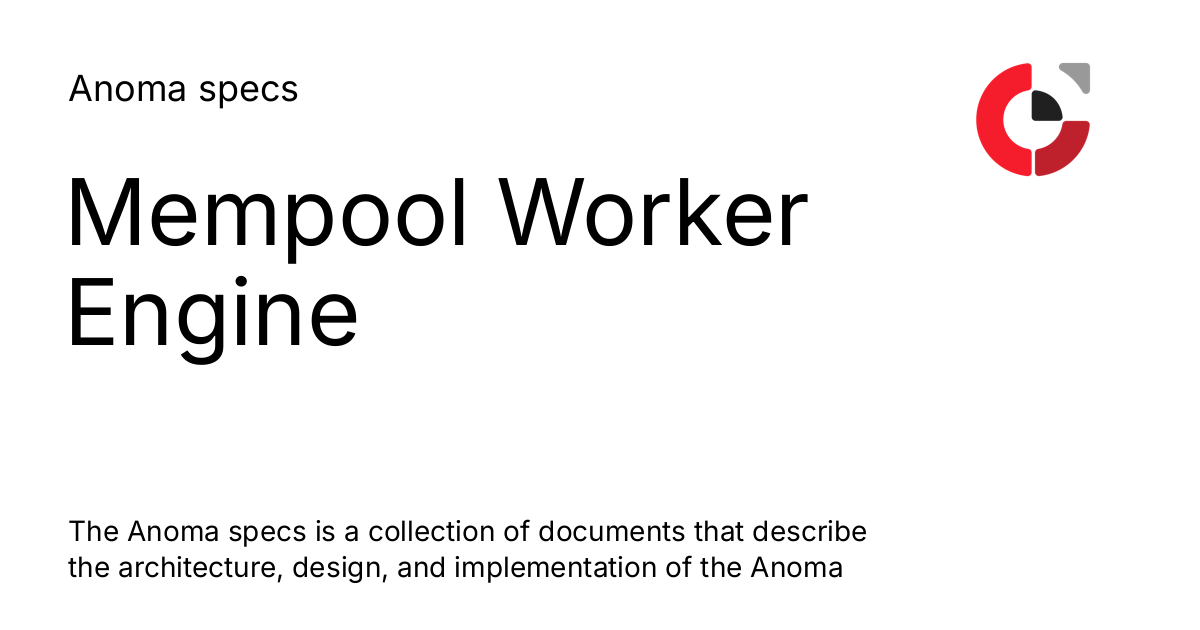 Anoma specs
Mempool Worker
Engine
The Anoma specs is a collection of documents that describe
the architecture, design, and implementation of the Anoma